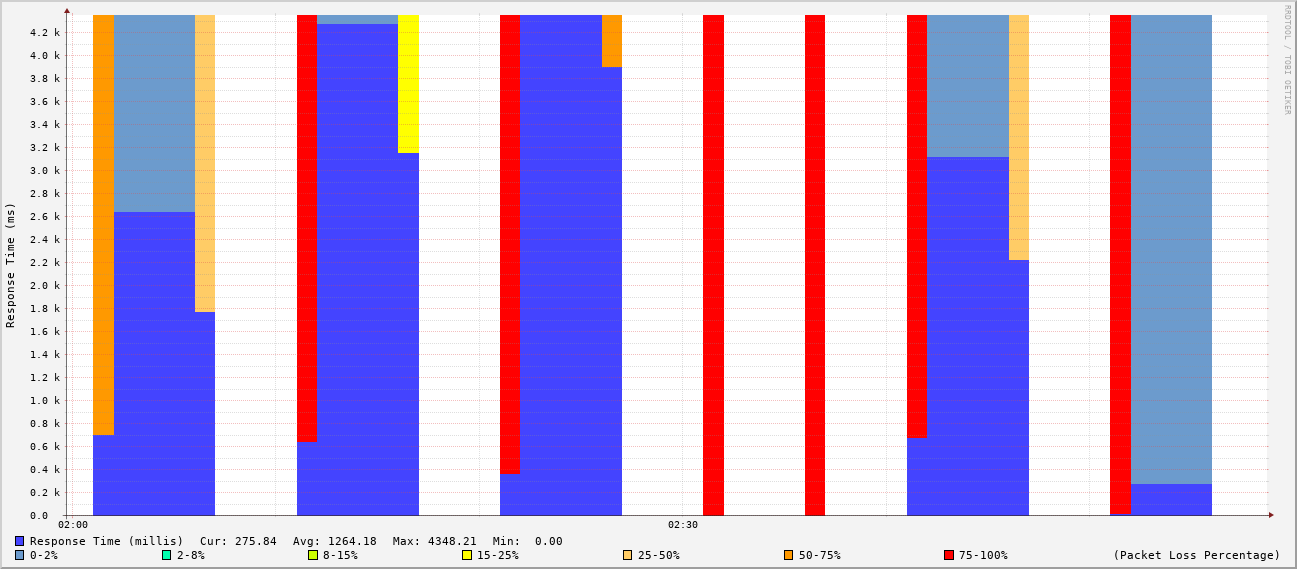 RRDTOOL / TOBI OETIKER
Response Time (ms)
4.2 k
4.0 k
3.8 k
3.6 k
3.4 k
3.2 k
3.0 k
2.8 k
2.6 k
2.4 k
2.2 k
2.0 k
1.8 k
1.6 k
1.4 k
1.2 k
1.0 k
0.8 k
0.6 k
0.4 k
0.2 k
0.0
02:00 02:30
Response Time (millis) Cur: 275.84 Avg: 1264.18 Max: 4348.21 Min: 0.00
0-2% 2-8% 8-15% 15-25% 25-50% 50-75% 75-100% (Packet Loss Percentage)